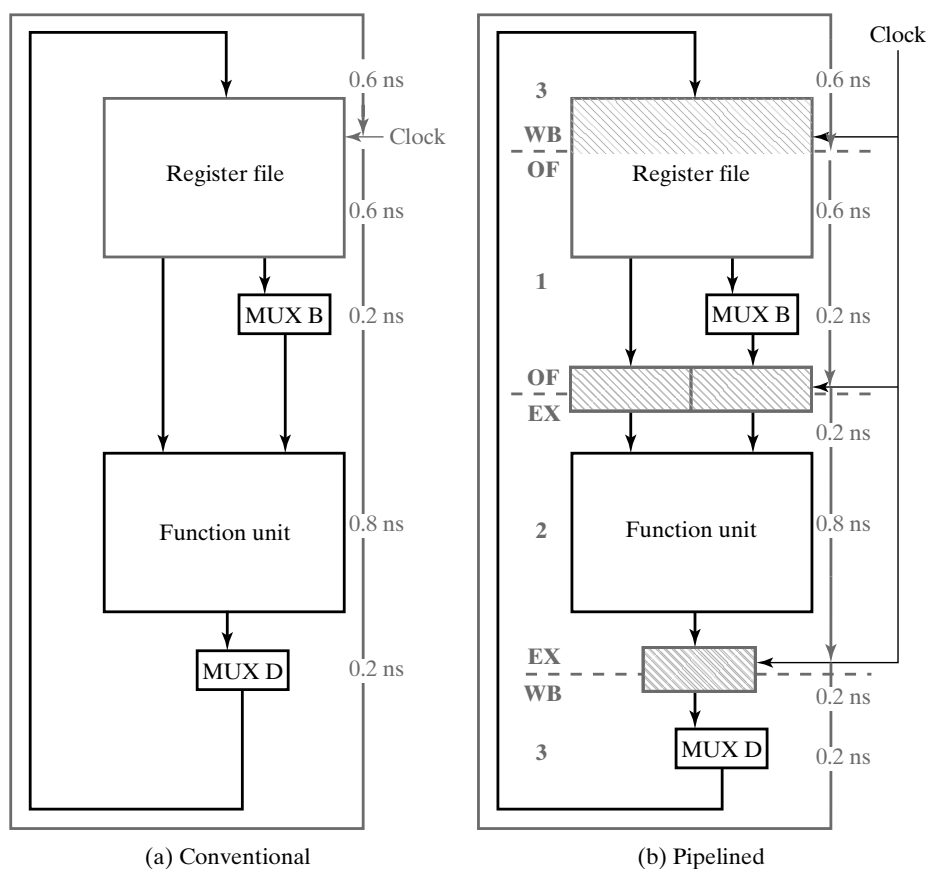 0.6 ns
Clock
Register file
0.6 ns
MUX B
0.2 ns
Function unit
0.8 ns
MUX D
0.2 ns
(a) Conventional
Clock
0.6 ns
3
WB
OF
Register file
0.6 ns
1
MUX B
0.2 ns
OF
EX
0.2 ns
2
Function unit
0.8 ns
EX
WB
0.2 ns
3
MUX D
0.2 ns
(b) Pipelined